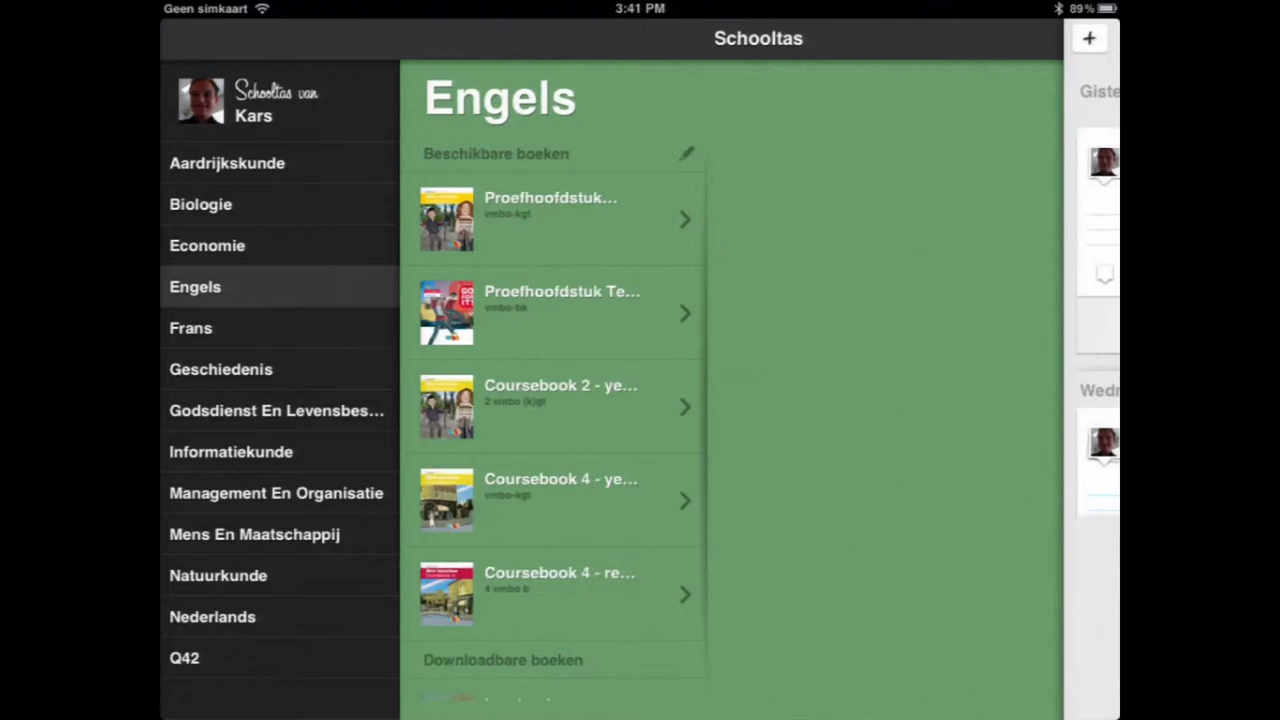 Geen simkaart
3:41 PM
89%
Schooltas
+
Schooltas van
Kars
Aardrijkskunde
Biologie
Economie
Engels
Frans
Geschiedenis
Godsdienst En Levensbes...
Informatiekunde
Management En Organisatie
Mens En Maatschappij
Natuurkunde
Nederlands
Q42
Engels
Beschikbare boeken
Proefhoofdstuk...
vmbo-kgt
Proefhoofdstuk Te...
vmbo-bk
Coursebook 2 - ye...
2 vmbo (k)gt
Coursebook 4 - ye...
vmbo-kgt
Coursebook 4 - re...
4 vmbo b
Downloadbare boeken
Giste
Wedn